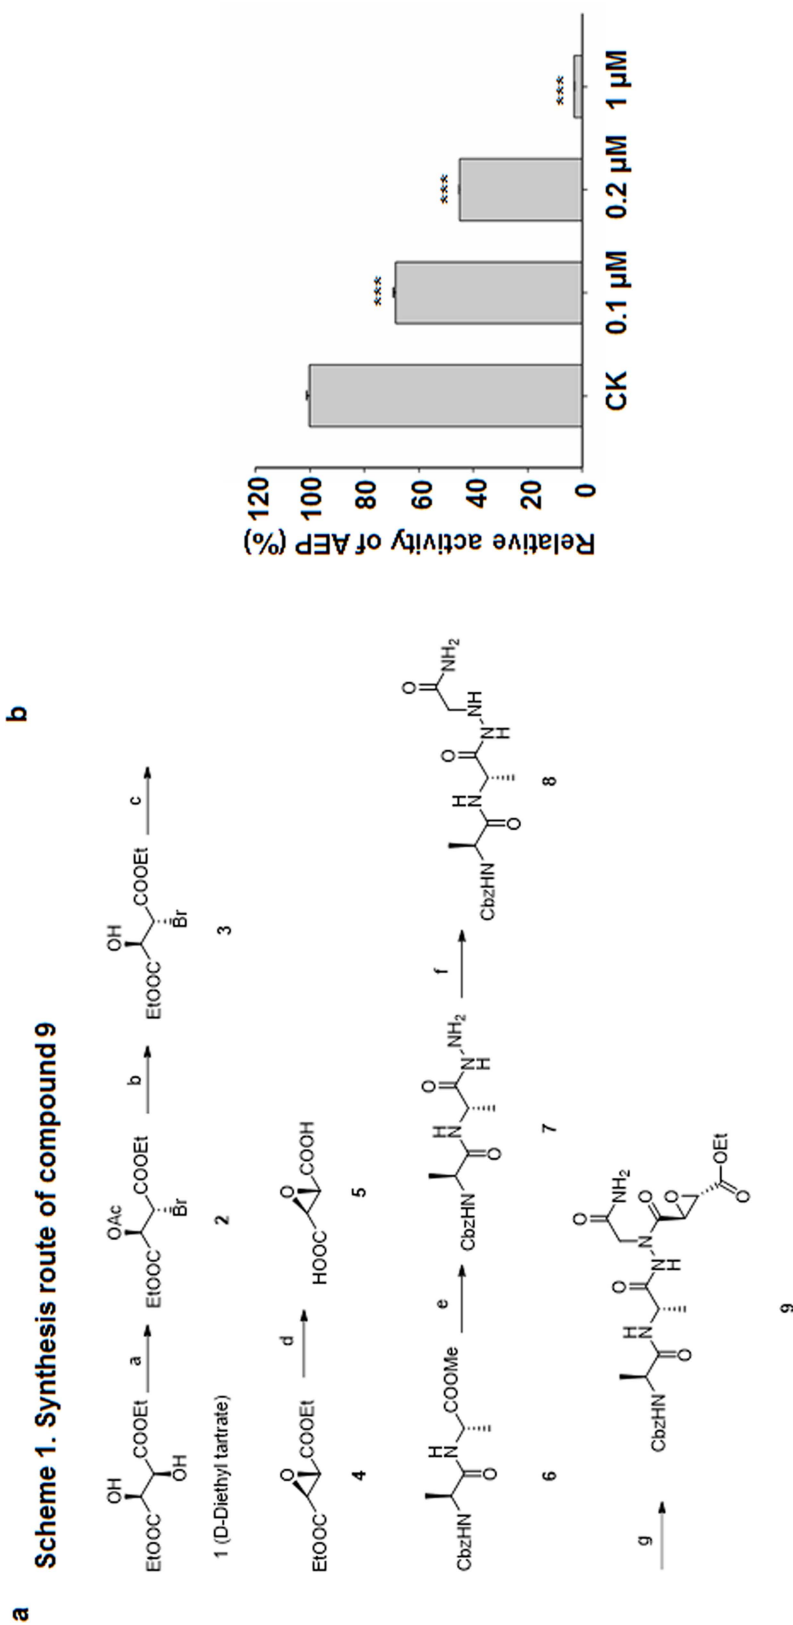 a
Scheme 1. Synthesis route of compound 9
OH
EtOOC
COOEt
OH
1 (D-Diethyl tartrate)
a
OAc
EtOOC
COOEt
Br
2
b
OH
EtOOC
COOEt
Br
3
c
O
EtOOC
COOEt
4
d
O
HOOC
COOH
5
CbzHN
O
H
N
COOMe
6
e
CbzHN
O
H
N
O
N
H
NH2
7
f
CbzHN
O
H
N
O
N
H
NH
O
NH2
8
g
CbzHN
O
H
N
O
N
H
N
O
NH2
O
O
O
OEt
9
b
Relative activity of AEP (%)
120
100
80
60
40
20
0
***
***
***
CK 0.1 μM 0.2 μM 1 μM